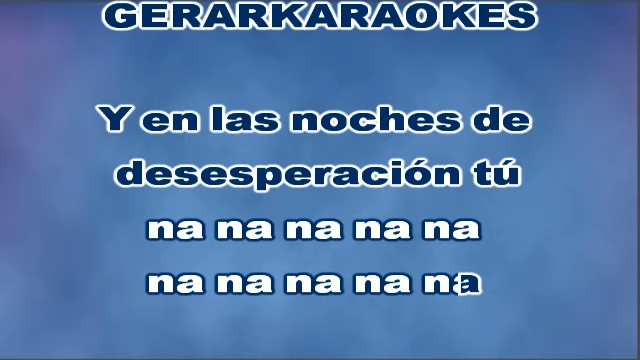 GERARKARAOKES
Y en las noches de
desesperación tú
na na na na na
na na na na na